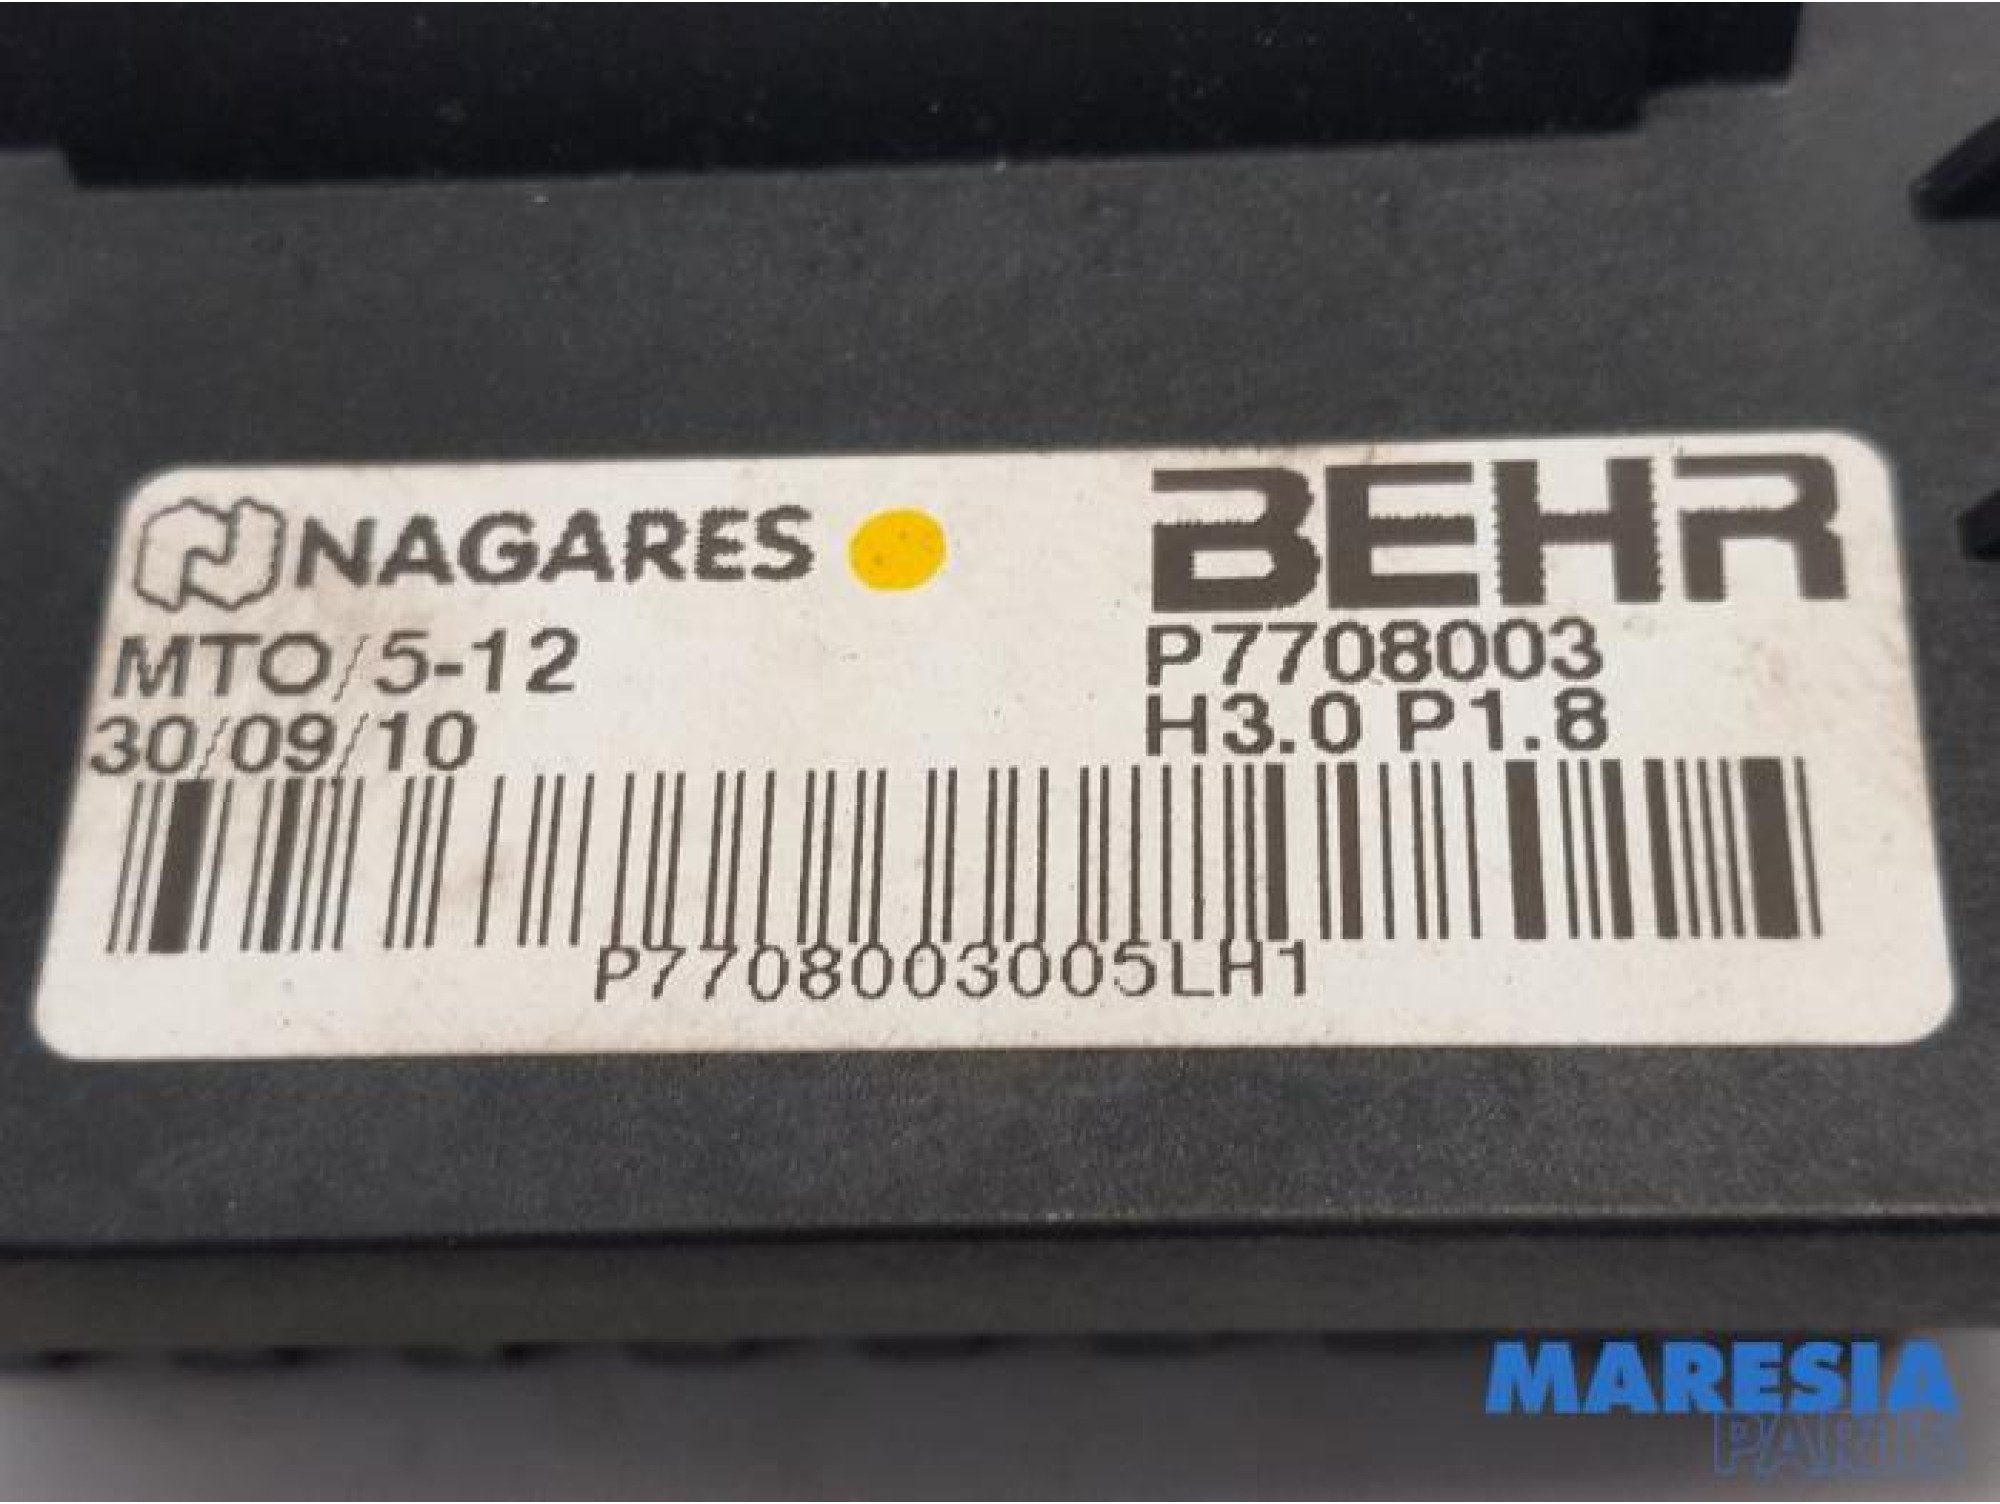 NAGARES BEHR
MTO/5-12 P7708003
30/09/10 H3.0 P1.8
P7708003005LH1
MARESIA
PARTS